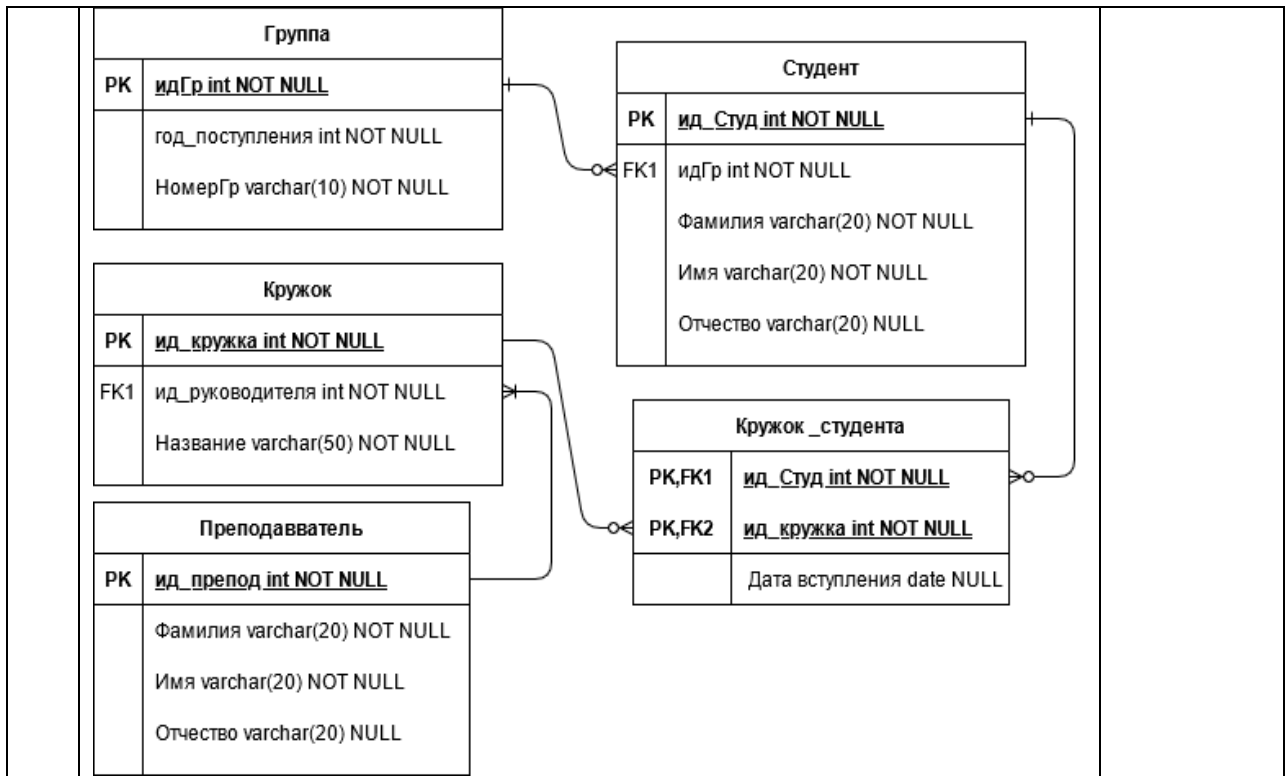 Группа
PK идГр int NOT NULL
год_поступления int NOT NULL
НомерГр varchar(10) NOT NULL
Студент
PK ид_Студ int NOT NULL
FK1 идГр int NOT NULL
Фамилия varchar(20) NOT NULL
Имя varchar(20) NOT NULL
Отчество varchar(20) NULL
Кружок
PK ид_кружка int NOT NULL
FK1 ид_руководителя int NOT NULL
Название varchar(50) NOT NULL
Кружок _студента
PK,FK1 ид_Студ int NOT NULL
PK,FK2 ид_кружка int NOT NULL
Дата вступления date NULL
Преподавватель
PK ид_препод int NOT NULL
Фамилия varchar(20) NOT NULL
Имя varchar(20) NOT NULL
Отчество varchar(20) NULL